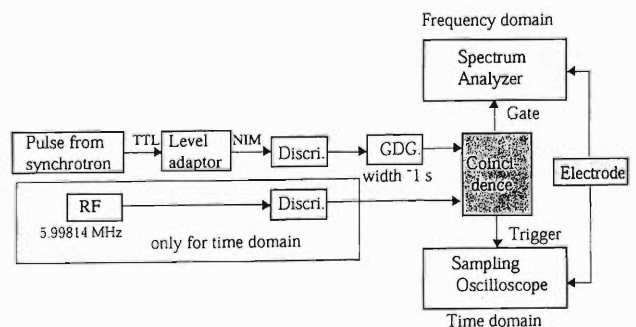 Frequency domain
Spectrum
Analyzer
Gate
Pulse from
synchrotron
TTL
Level
adaptor
NIM
Discri.
GDG.
width ~1 s
Coinci
dence
Electrode
RF
5.99814 MHz
Discri.
only for time domain
Trigger
Sampling
Oscilloscope
Time domain